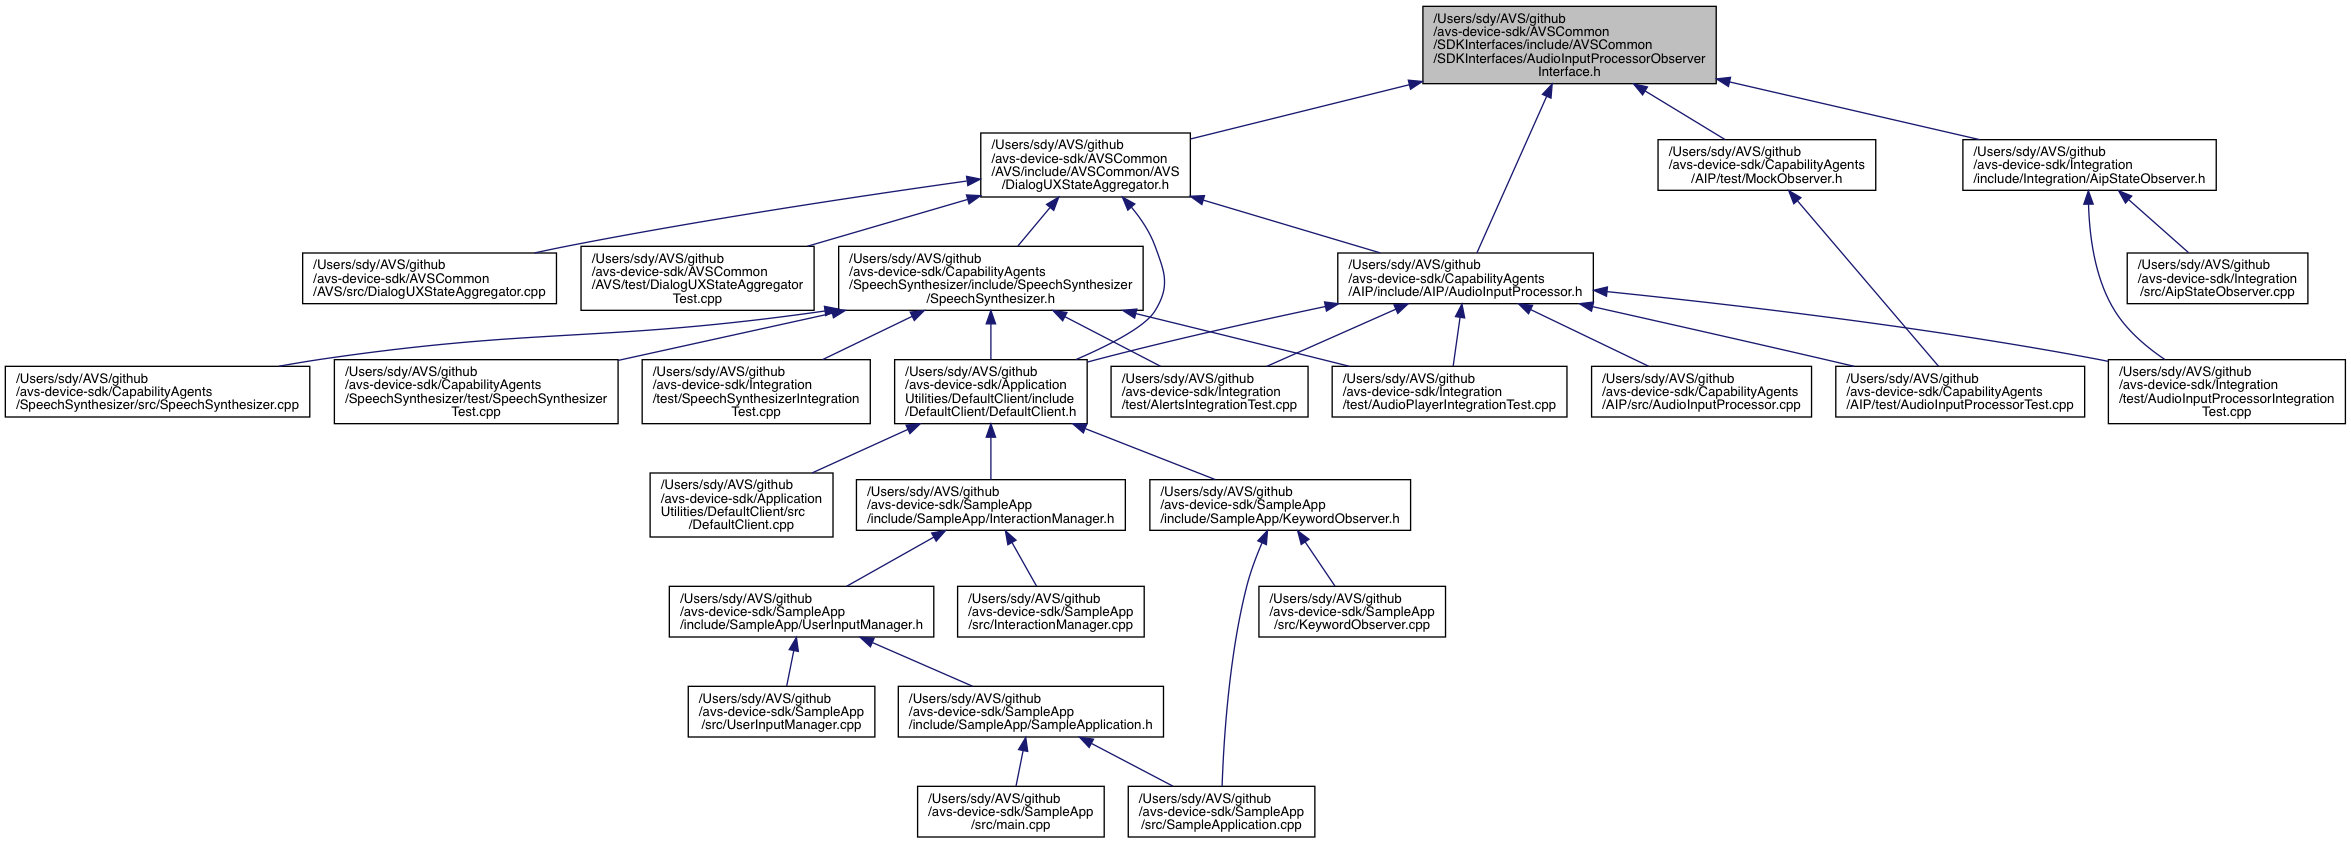 /Users/sdy/AVS/github
/avs-device-sdk/AVSCommon
/SDKInterfaces/include/AVSCommon
/SDKInterfaces/AudioInputProcessorObserver
Interface.h
/Users/sdy/AVS/github
/avs-device-sdk/AVSCommon
/AVS/include/AVSCommon/AVS
/DialogUXStateAggregator.h
/Users/sdy/AVS/github
/avs-device-sdk/CapabilityAgents
/AIP/test/MockObserver.h
/Users/sdy/AVS/github
/avs-device-sdk/Integration
/include/Integration/AipStateObserver.h
/Users/sdy/AVS/github
/avs-device-sdk/AVSCommon
/AVS/src/DialogUXStateAggregator.cpp
/Users/sdy/AVS/github
/avs-device-sdk/AVSCommon
/AVS/test/DialogUXStateAggregator
Test.cpp
/Users/sdy/AVS/github
/avs-device-sdk/CapabilityAgents
/SpeechSynthesizer/include/SpeechSynthesizer
/SpeechSynthesizer.h
/Users/sdy/AVS/github
/avs-device-sdk/CapabilityAgents
/AIP/include/AIP/AudioInputProcessor.h
/Users/sdy/AVS/github
/avs-device-sdk/Integration
/src/AipStateObserver.cpp
/Users/sdy/AVS/github
/avs-device-sdk/CapabilityAgents
/SpeechSynthesizer/src/SpeechSynthesizer.cpp
/Users/sdy/AVS/github
/avs-device-sdk/CapabilityAgents
/SpeechSynthesizer/test/SpeechSynthesizer
Test.cpp
/Users/sdy/AVS/github
/avs-device-sdk/Integration
/test/SpeechSynthesizerIntegration
Test.cpp
/Users/sdy/AVS/github
/avs-device-sdk/Application
Utilities/DefaultClient/include
/DefaultClient/DefaultClient.h
/Users/sdy/AVS/github
/avs-device-sdk/Integration
/test/AlertsIntegrationTest.cpp
/Users/sdy/AVS/github
/avs-device-sdk/Integration
/test/AudioPlayerIntegrationTest.cpp
/Users/sdy/AVS/github
/avs-device-sdk/CapabilityAgents
/AIP/src/AudioInputProcessor.cpp
/Users/sdy/AVS/github
/avs-device-sdk/CapabilityAgents
/AIP/test/AudioInputProcessorTest.cpp
/Users/sdy/AVS/github
/avs-device-sdk/Integration
/test/AudioInputProcessorIntegration
Test.cpp
/Users/sdy/AVS/github
/avs-device-sdk/Application
Utilities/DefaultClient/src
/DefaultClient.cpp
/Users/sdy/AVS/github
/avs-device-sdk/SampleApp
/include/SampleApp/InteractionManager.h
/Users/sdy/AVS/github
/avs-device-sdk/SampleApp
/include/SampleApp/KeywordObserver.h
/Users/sdy/AVS/github
/avs-device-sdk/SampleApp
/include/SampleApp/UserInputManager.h
/Users/sdy/AVS/github
/avs-device-sdk/SampleApp
/src/InteractionManager.cpp
/Users/sdy/AVS/github
/avs-device-sdk/SampleApp
/src/KeywordObserver.cpp
/Users/sdy/AVS/github
/avs-device-sdk/SampleApp
/src/UserInputManager.cpp
/Users/sdy/AVS/github
/avs-device-sdk/SampleApp
/include/SampleApp/SampleApplication.h
/Users/sdy/AVS/github
/avs-device-sdk/SampleApp
/src/main.cpp
/Users/sdy/AVS/github
/avs-device-sdk/SampleApp
/src/SampleApplication.cpp